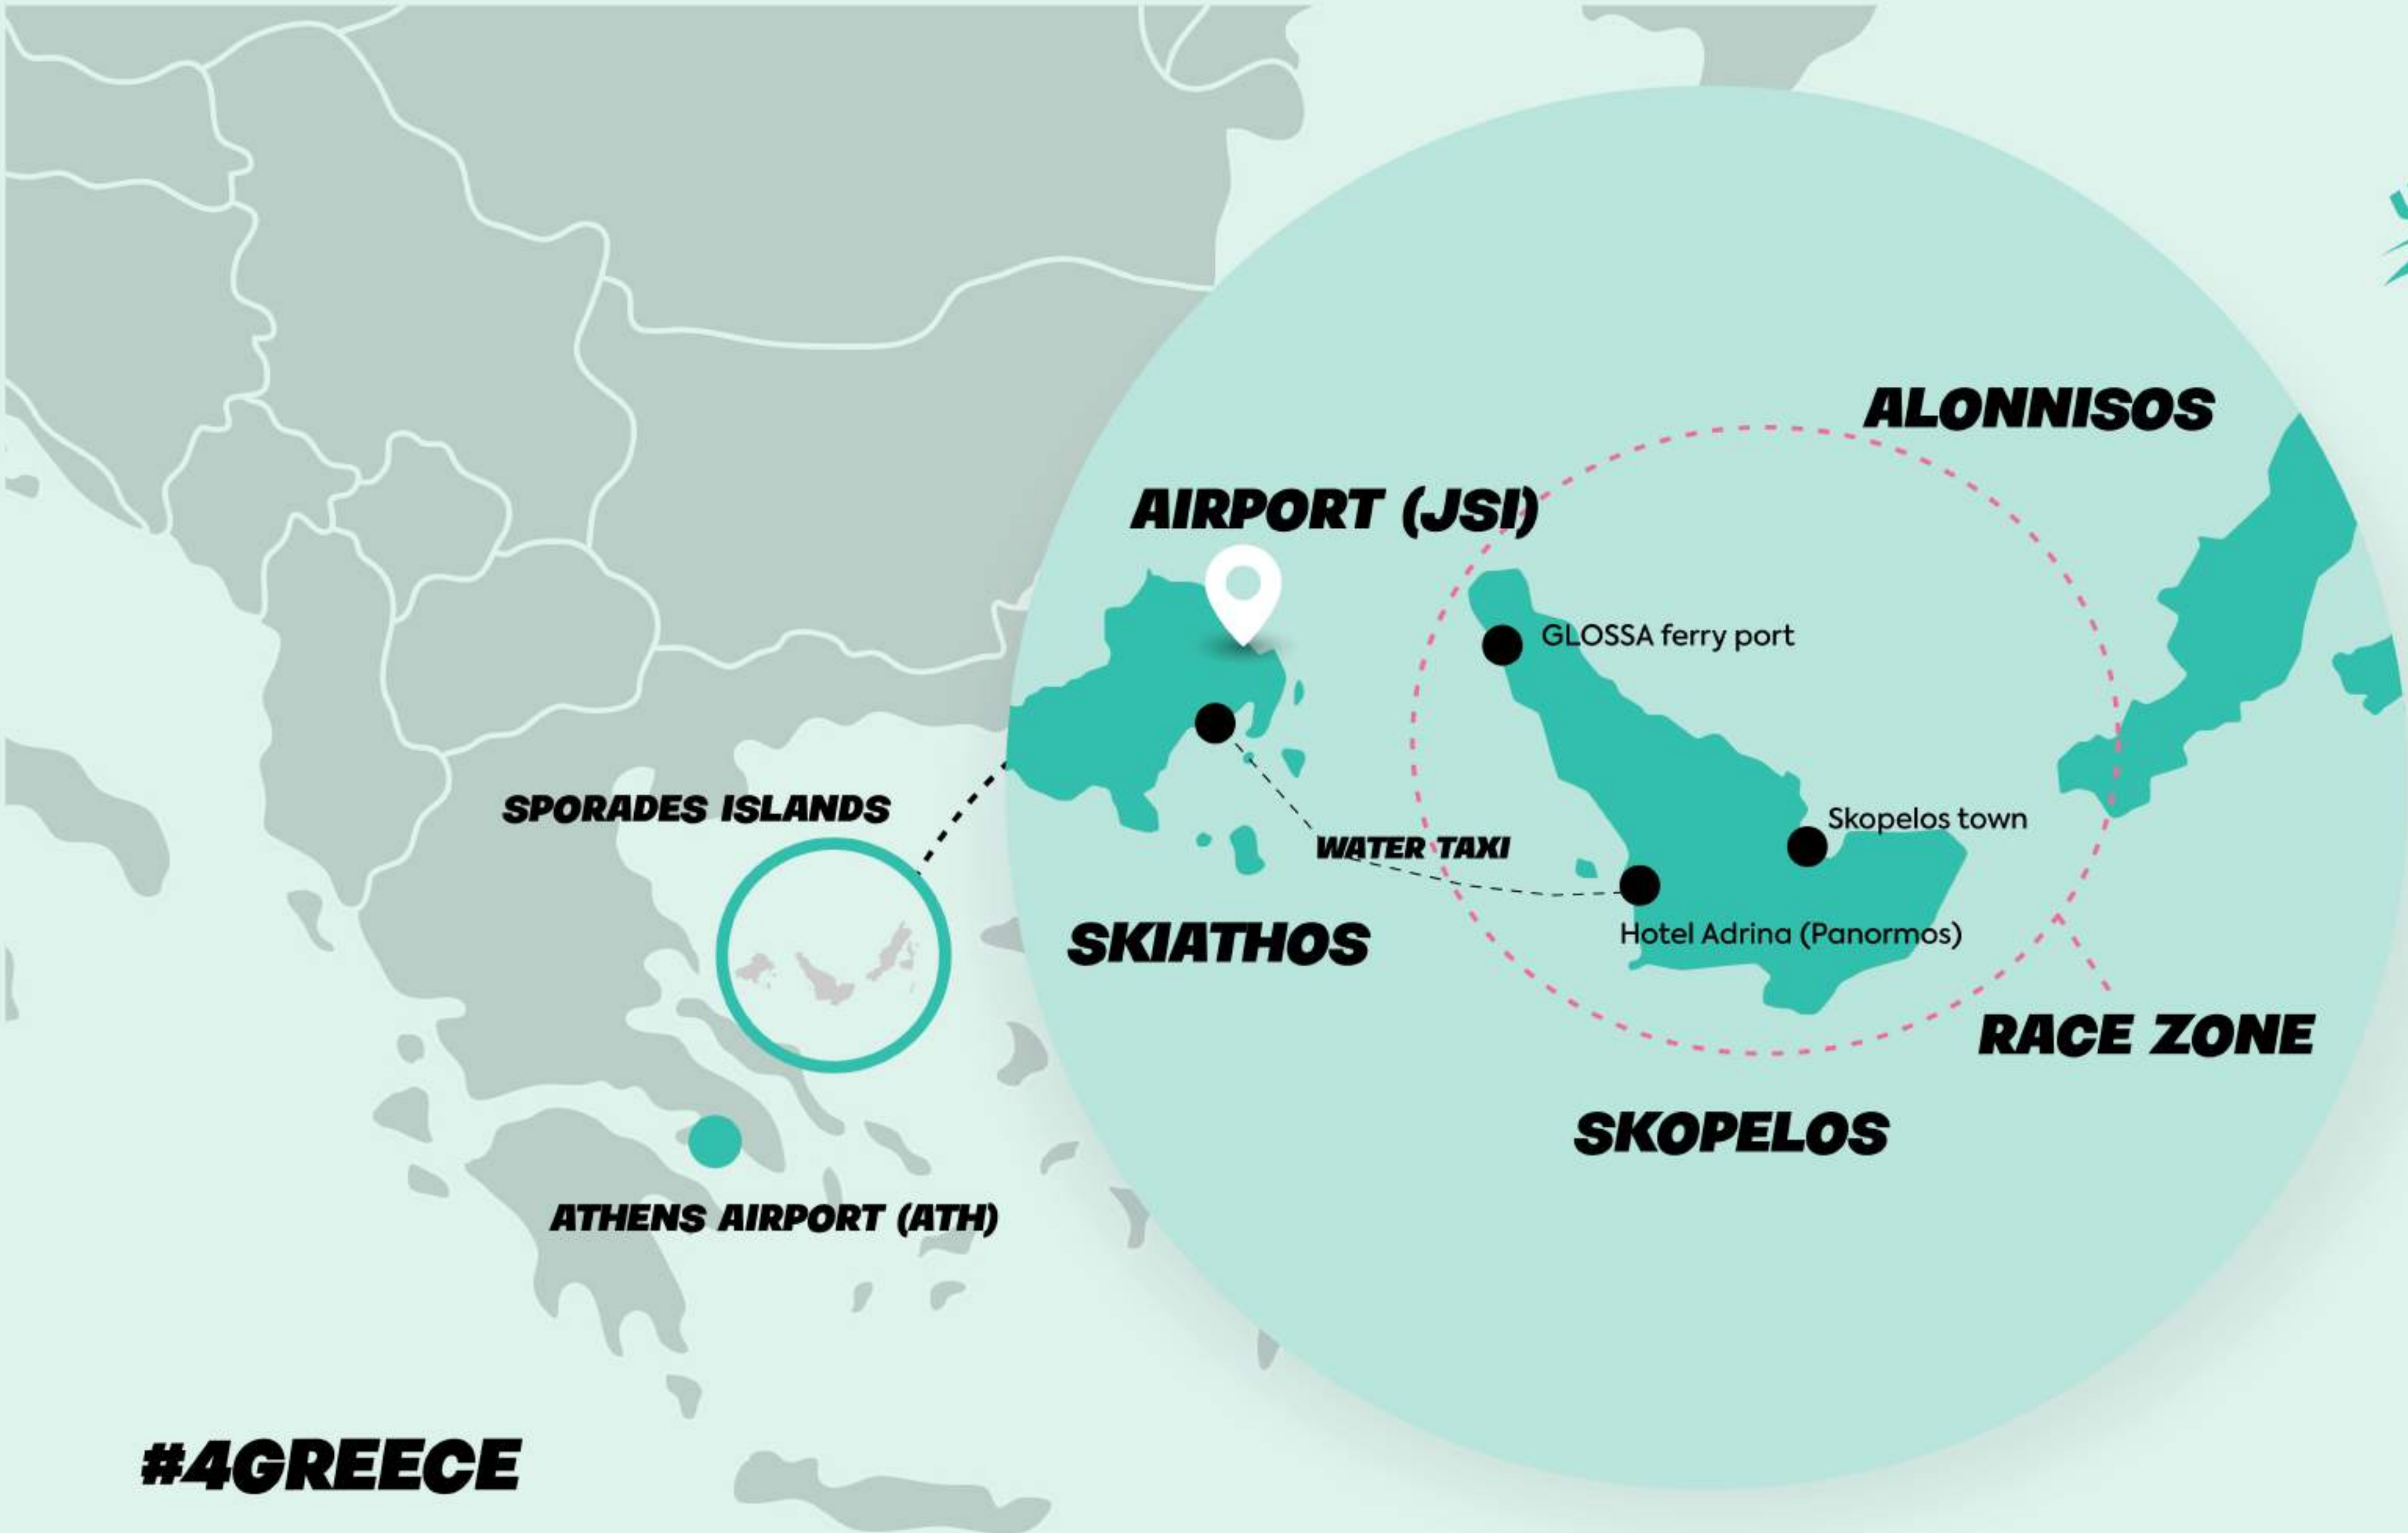 ALONNISOS
AIRPORT (JSI)
GLOSSA ferry port
SPORADES ISLANDS
Skopelos town
WATER TAXI
Hotel Adrina (Panormos)
SKIATHOS
RACE ZONE
SKOPELOS
ATHENS AIRPORT (ATH)
#4GREECE